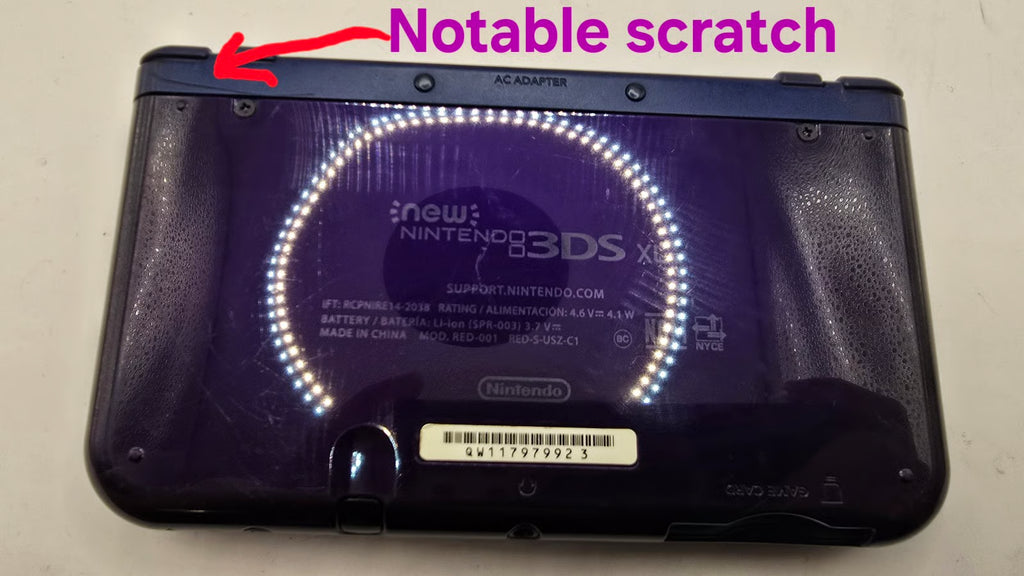 Notable scratch
AC ADAPTER
new
NINTENDO 3DS XL
SUPPORT.NINTENDO.COM
IFT: RCPNIRE14-2038 RATING / ALIMENTACIÓN: 4.6 V⎓ 4.1 W
BATTERY / BATERÍA: Li-ion (SPR-003) 3.7 V⎓
MADE IN CHINA MOD. RED-001 RED-S-USZ-C1
BC
NYCE
Nintendo
QW11797992 3
GAME CARD